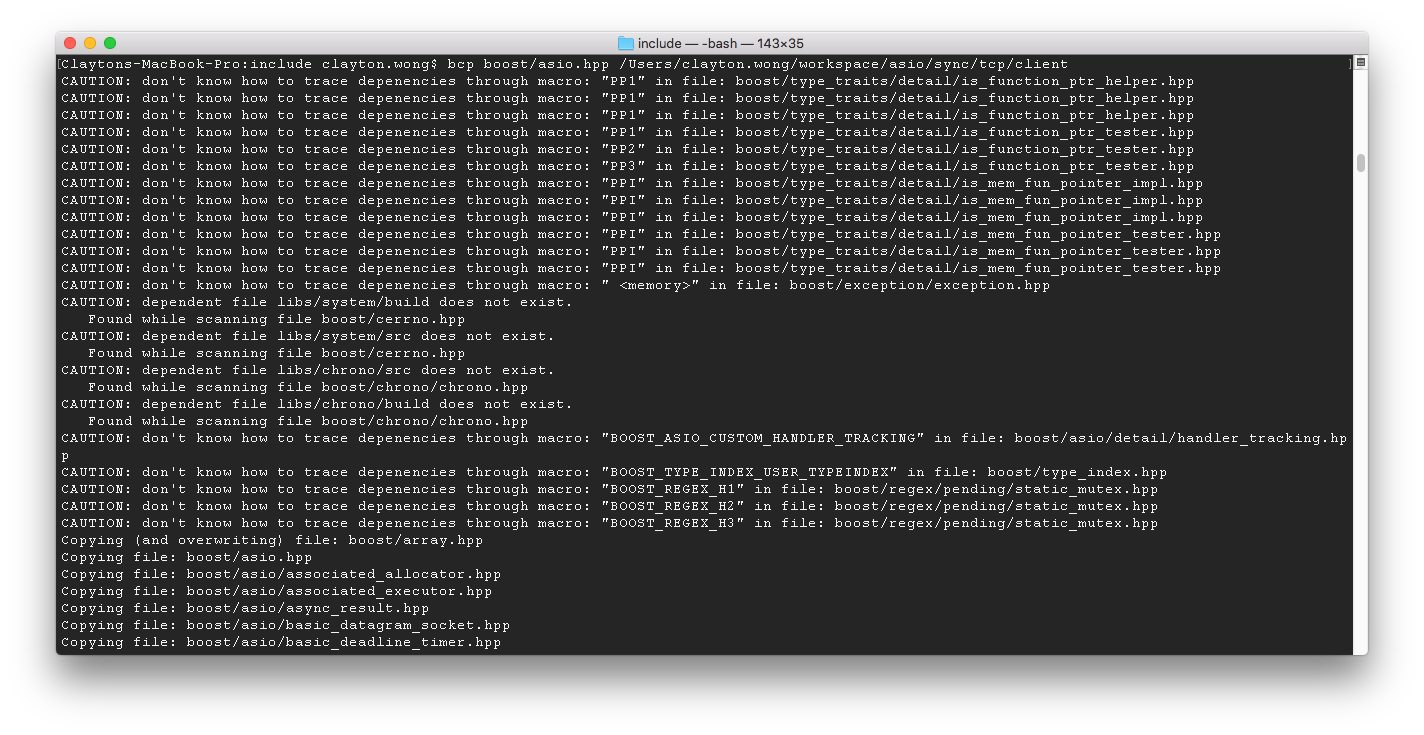 include — -bash — 143×35
[Claytons-MacBook-Pro:include clayton.wong$ bcp boost/asio.hpp /Users/clayton.wong/workspace/asio/sync/tcp/client ]
CAUTION: don't know how to trace depenencies through macro: "PP1" in file: boost/type_traits/detail/is_function_ptr_helper.hpp
CAUTION: don't know how to trace depenencies through macro: "PP1" in file: boost/type_traits/detail/is_function_ptr_helper.hpp
CAUTION: don't know how to trace depenencies through macro: "PP1" in file: boost/type_traits/detail/is_function_ptr_helper.hpp
CAUTION: don't know how to trace depenencies through macro: "PP1" in file: boost/type_traits/detail/is_function_ptr_tester.hpp
CAUTION: don't know how to trace depenencies through macro: "PP2" in file: boost/type_traits/detail/is_function_ptr_tester.hpp
CAUTION: don't know how to trace depenencies through macro: "PP3" in file: boost/type_traits/detail/is_function_ptr_tester.hpp
CAUTION: don't know how to trace depenencies through macro: "PPI" in file: boost/type_traits/detail/is_mem_fun_pointer_impl.hpp
CAUTION: don't know how to trace depenencies through macro: "PPI" in file: boost/type_traits/detail/is_mem_fun_pointer_impl.hpp
CAUTION: don't know how to trace depenencies through macro: "PPI" in file: boost/type_traits/detail/is_mem_fun_pointer_impl.hpp
CAUTION: don't know how to trace depenencies through macro: "PPI" in file: boost/type_traits/detail/is_mem_fun_pointer_tester.hpp
CAUTION: don't know how to trace depenencies through macro: "PPI" in file: boost/type_traits/detail/is_mem_fun_pointer_tester.hpp
CAUTION: don't know how to trace depenencies through macro: "PPI" in file: boost/type_traits/detail/is_mem_fun_pointer_tester.hpp
CAUTION: don't know how to trace depenencies through macro: " <memory>" in file: boost/exception/exception.hpp
CAUTION: dependent file libs/system/build does not exist.
   Found while scanning file boost/cerrno.hpp
CAUTION: dependent file libs/system/src does not exist.
   Found while scanning file boost/cerrno.hpp
CAUTION: dependent file libs/chrono/src does not exist.
   Found while scanning file boost/chrono/chrono.hpp
CAUTION: dependent file libs/chrono/build does not exist.
   Found while scanning file boost/chrono/chrono.hpp
CAUTION: don't know how to trace depenencies through macro: "BOOST_ASIO_CUSTOM_HANDLER_TRACKING" in file: boost/asio/detail/handler_tracking.hp
p
CAUTION: don't know how to trace depenencies through macro: "BOOST_TYPE_INDEX_USER_TYPEINDEX" in file: boost/type_index.hpp
CAUTION: don't know how to trace depenencies through macro: "BOOST_REGEX_H1" in file: boost/regex/pending/static_mutex.hpp
CAUTION: don't know how to trace depenencies through macro: "BOOST_REGEX_H2" in file: boost/regex/pending/static_mutex.hpp
CAUTION: don't know how to trace depenencies through macro: "BOOST_REGEX_H3" in file: boost/regex/pending/static_mutex.hpp
Copying (and overwriting) file: boost/array.hpp
Copying file: boost/asio.hpp
Copying file: boost/asio/associated_allocator.hpp
Copying file: boost/asio/associated_executor.hpp
Copying file: boost/asio/async_result.hpp
Copying file: boost/asio/basic_datagram_socket.hpp
Copying file: boost/asio/basic_deadline_timer.hpp